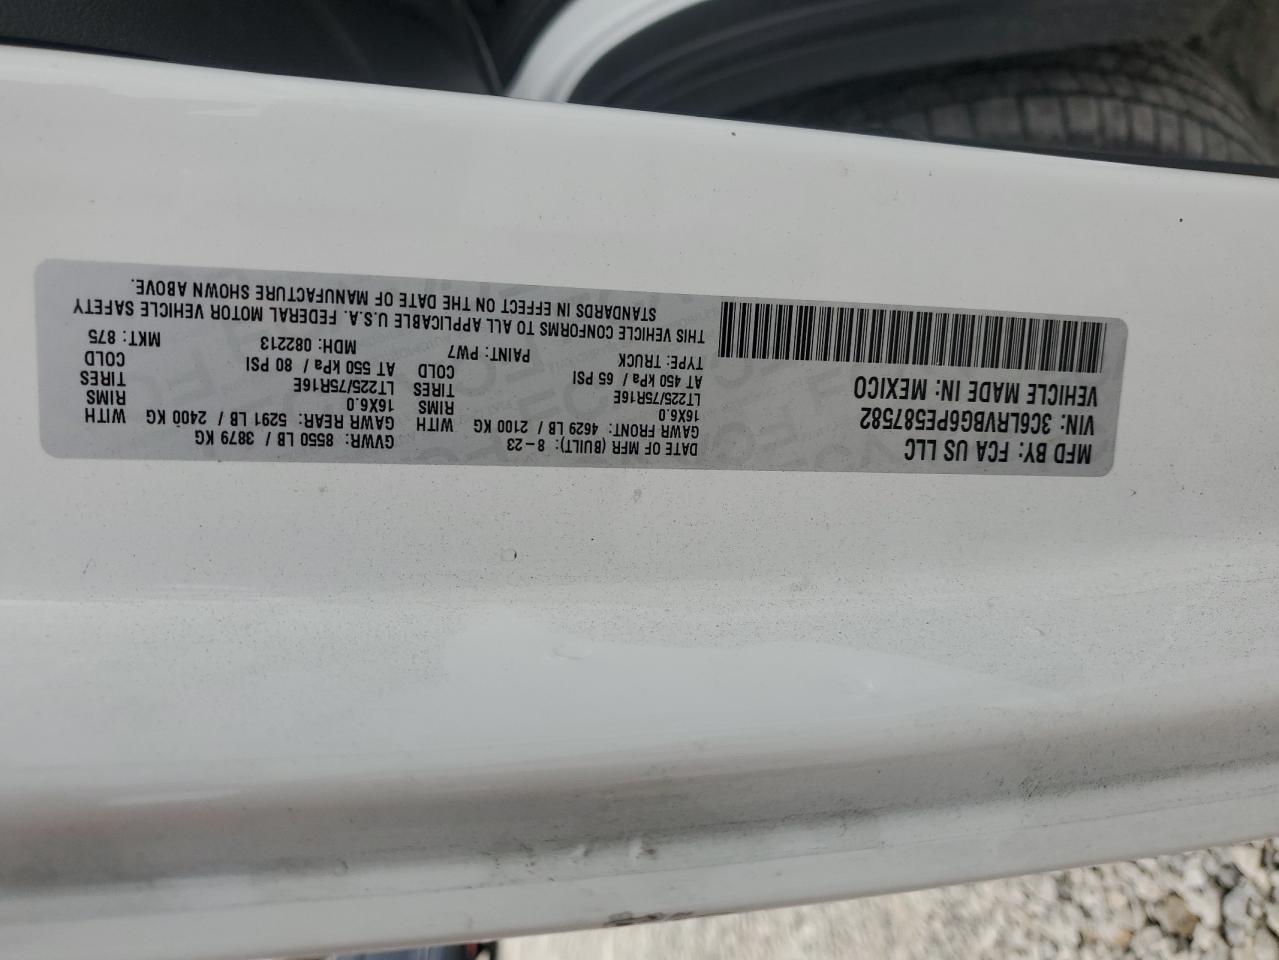 MFD BY: FCA US LLC
VIN: 3C6LRVBG6PE587582
VEHICLE MADE IN: MEXICO
DATE OF MFR (BUILT): 8-23 GVWR: 8550 LB / 3879 KG
GAWR FRONT: 4629 LB / 2100 KG WITH GAWR REAR: 5291 LB / 2400 KG WITH
16X6.0 RIMS 16X6.0 RIMS
LT225/75R16E TIRES LT225/75R16E TIRES
AT 450 kPa / 65 PSI COLD AT 550 kPa / 80 PSI COLD
TYPE: TRUCK PAINT: PW7 MDH: 082213 MKT: 875
THIS VEHICLE CONFORMS TO ALL APPLICABLE U.S.A. FEDERAL MOTOR VEHICLE SAFETY
STANDARDS IN EFFECT ON THE DATE OF MANUFACTURE SHOWN ABOVE.